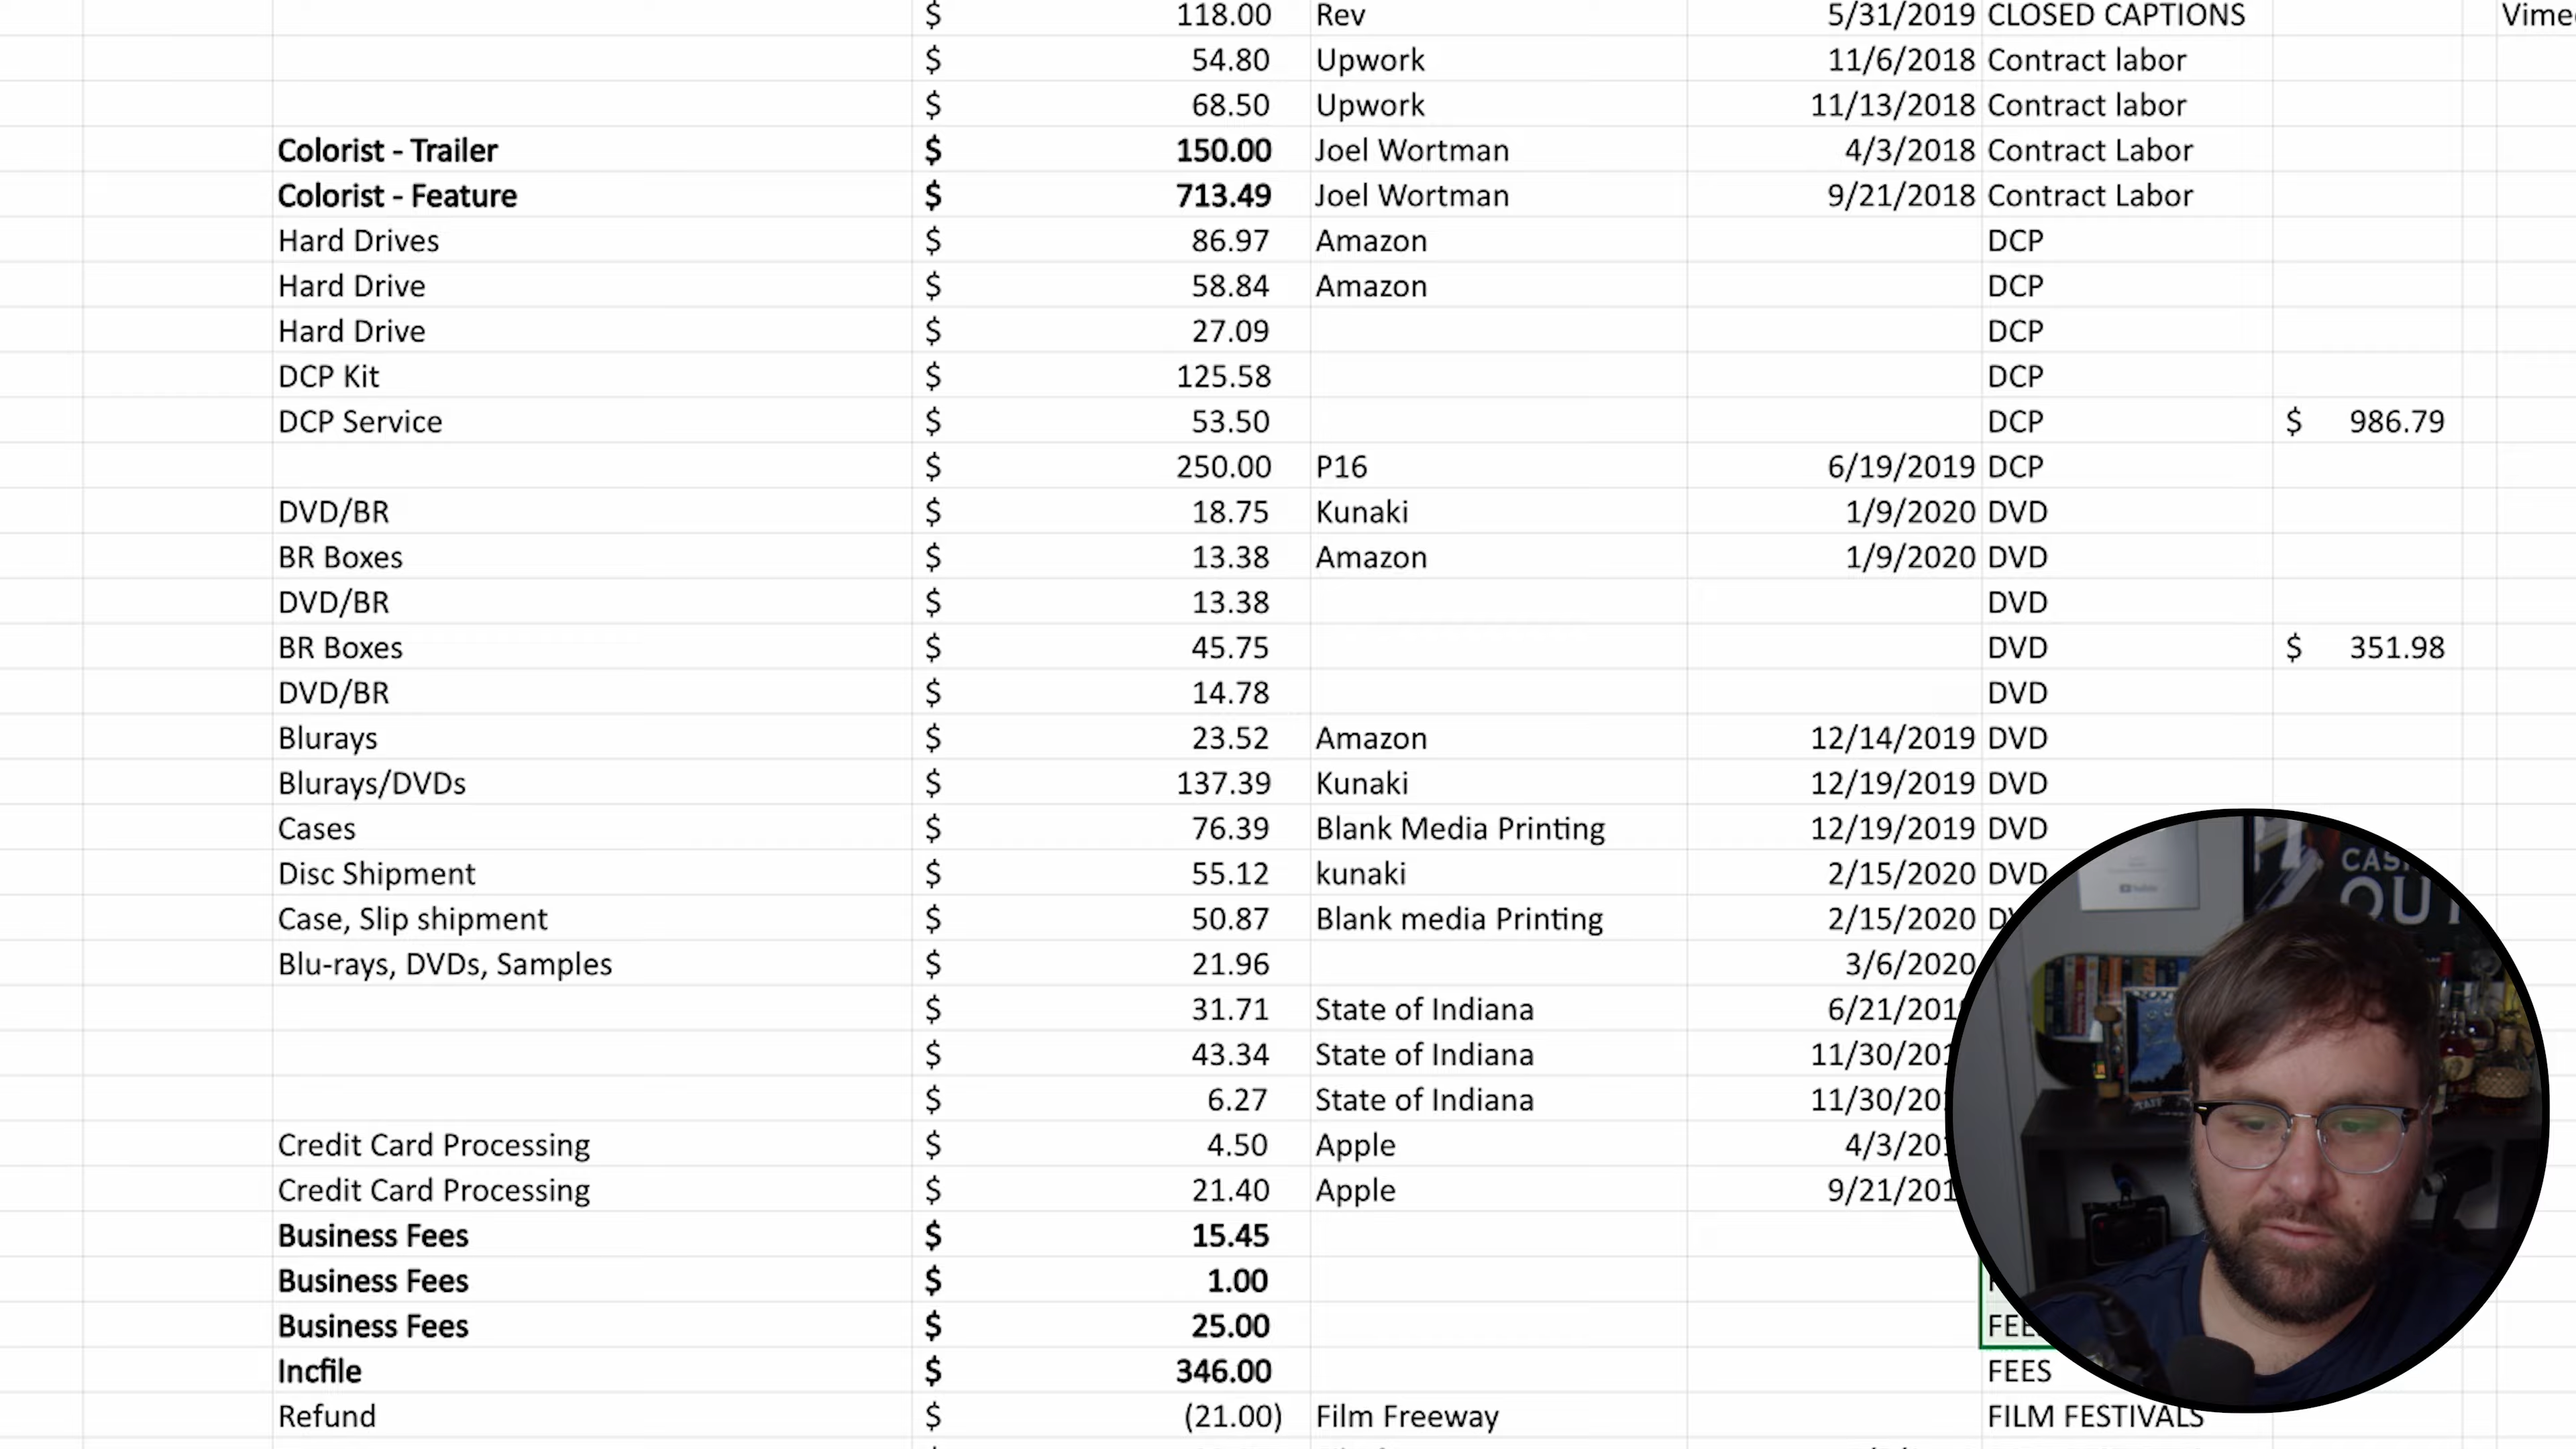 $ 118.00 Rev 5/31/2019 CLOSED CAPTIONS
$ 54.80 Upwork 11/6/2018 Contract labor
$ 68.50 Upwork 11/13/2018 Contract labor
Colorist - Trailer $ 150.00 Joel Wortman 4/3/2018 Contract Labor
Colorist - Feature $ 713.49 Joel Wortman 9/21/2018 Contract Labor
Hard Drives $ 86.97 Amazon DCP
Hard Drive $ 58.84 Amazon DCP
Hard Drive $ 27.09 DCP
DCP Kit $ 125.58 DCP
DCP Service $ 53.50 DCP $ 986.79
$ 250.00 P16 6/19/2019 DCP
DVD/BR $ 18.75 Kunaki 1/9/2020 DVD
BR Boxes $ 13.38 Amazon 1/9/2020 DVD
DVD/BR $ 13.38 DVD
BR Boxes $ 45.75 DVD $ 351.98
DVD/BR $ 14.78 DVD
Blurays $ 23.52 Amazon 12/14/2019 DVD
Blurays/DVDs $ 137.39 Kunaki 12/19/2019 DVD
Cases $ 76.39 Blank Media Printing 12/19/2019 DVD
Disc Shipment $ 55.12 kunaki 2/15/2020 DVD
Case, Slip shipment $ 50.87 Blank media Printing 2/15/2020
Blu-rays, DVDs, Samples $ 21.96 3/6/2020
$ 31.71 State of Indiana
$ 43.34 State of Indiana
$ 6.27 State of Indiana
Credit Card Processing $ 4.50 Apple
Credit Card Processing $ 21.40 Apple
Business Fees $ 15.45
Business Fees $ 1.00
Business Fees $ 25.00
Incfile $ 346.00 FEES
Refund $ (21.00) Film Freeway FILM FESTIVALS